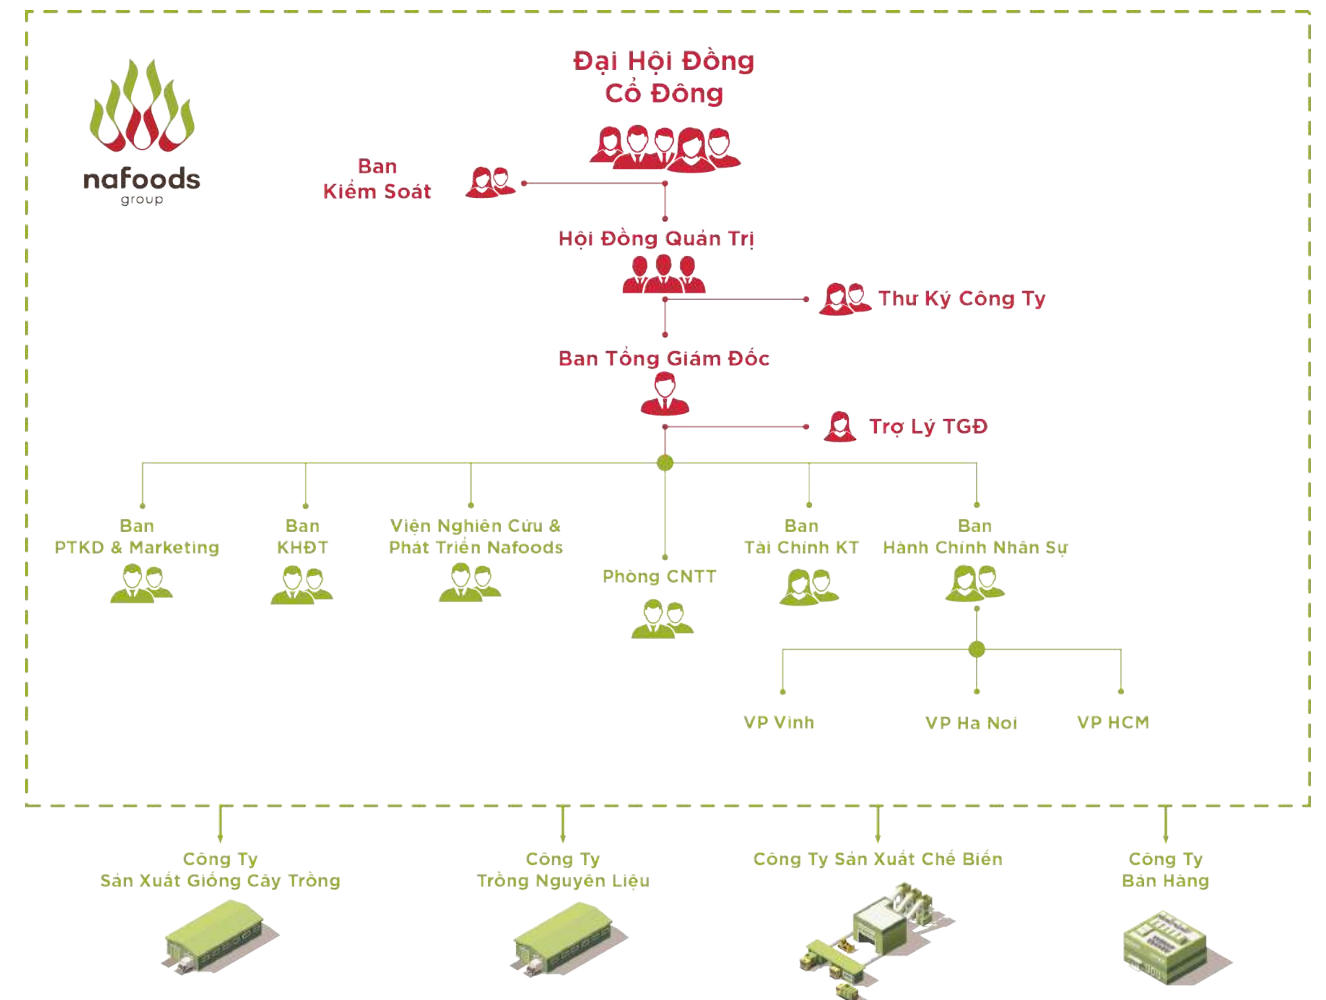 Đại Hội Đồng
Cổ Đông
nafoods
group
Ban
Kiểm Soát
Hội Đồng Quản Trị
Thư Ký Công Ty
Ban Tổng Giám Đốc
Trợ Lý TGĐ
Ban
PTKD & Marketing
Ban
KHĐT
Viện Nghiên Cứu &
Phát Triển Nafoods
Phòng CNTT
Ban
Tài Chính KT
Ban
Hành Chính Nhân Sự
VP Vinh
VP Ha Noi
VP HCM
Công Ty
Sản Xuất Giống Cây Trồng
Công Ty
Trồng Nguyên Liệu
Công Ty Sản Xuất Chế Biến
Công Ty
Bán Hàng